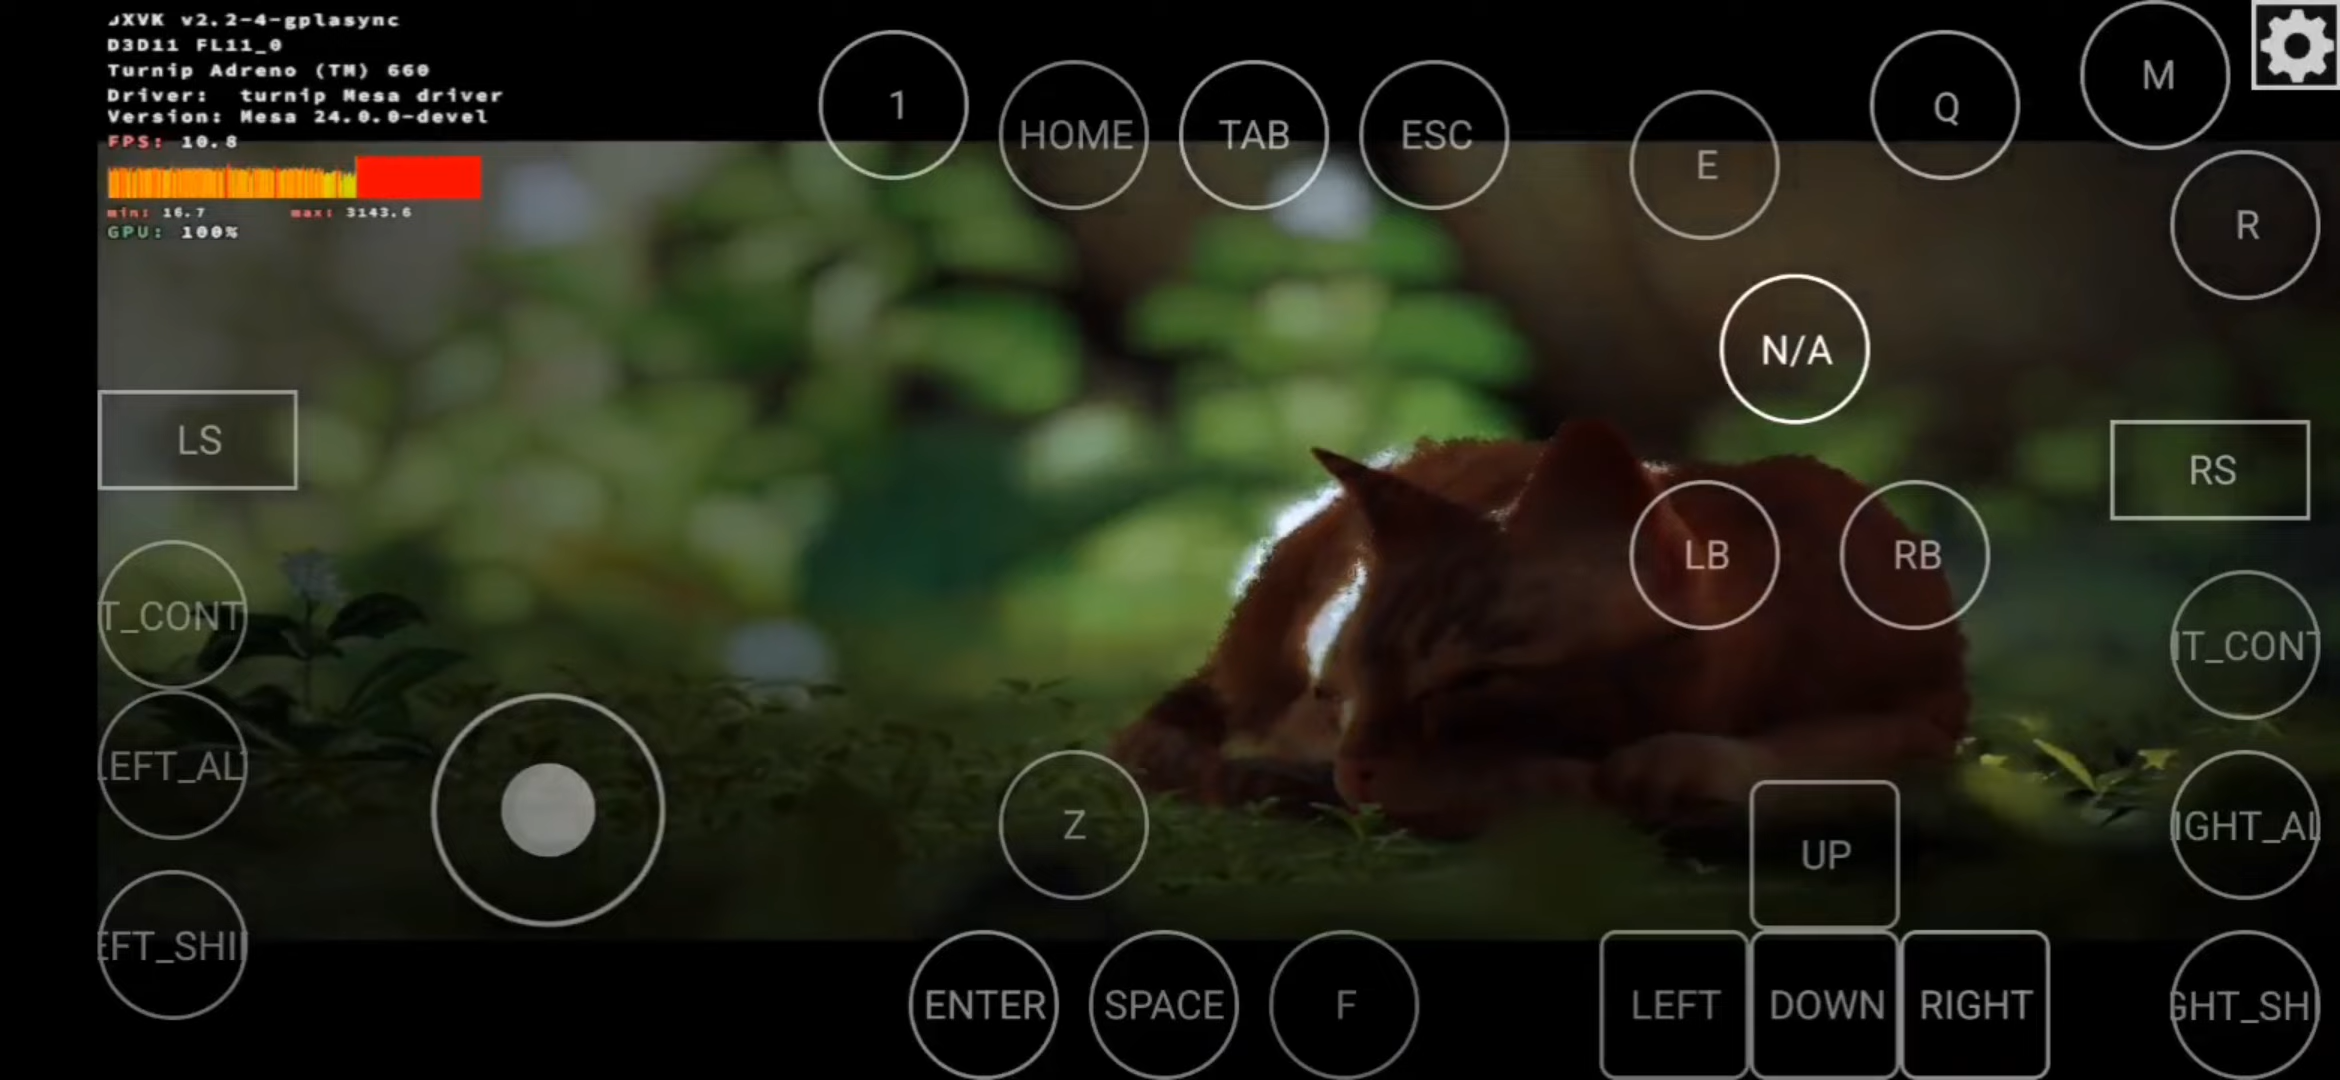 DXVK v2.2-4-gplasync
D3D11 FL11_0
Turnip Adreno (TM) 660
Driver: turnip Mesa driver
Version: Mesa 24.0.0-devel
FPS: 10.8
min: 16.7 max: 3143.6
GPU: 100%
1
HOME
TAB
ESC
E
Q
M
R
N/A
LS
RS
LB
RB
T_CONT
IT_CONT
LEFT_AL
Z
UP
IGHT_AL
EFT_SHI
ENTER
SPACE
F
LEFT
DOWN
RIGHT
GHT_SH